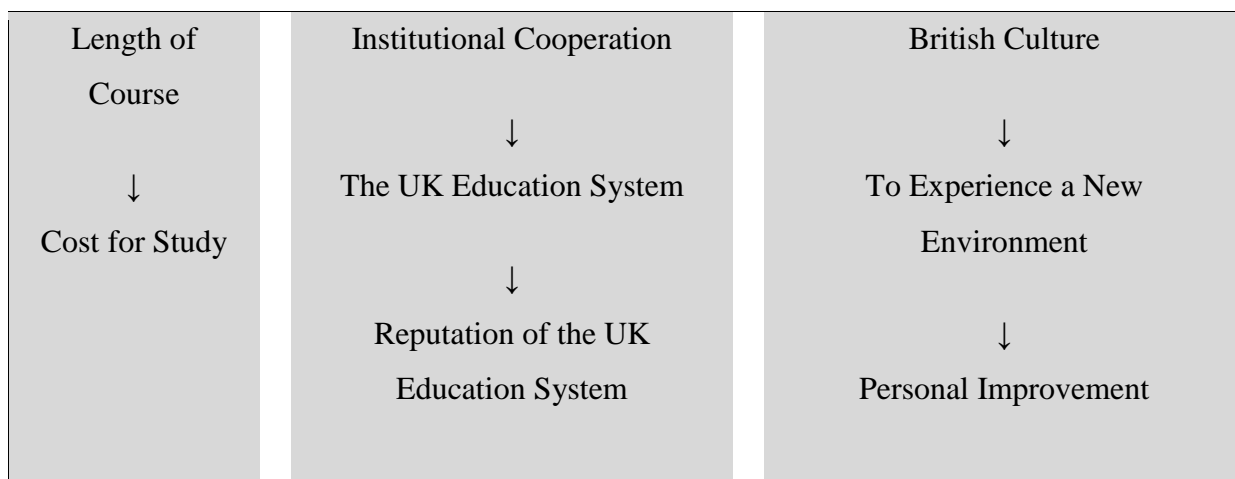 Length of
Course
↓
Cost for Study
Institutional Cooperation
↓
The UK Education System
↓
Reputation of the UK
Education System
British Culture
↓
To Experience a New
Environment
↓
Personal Improvement